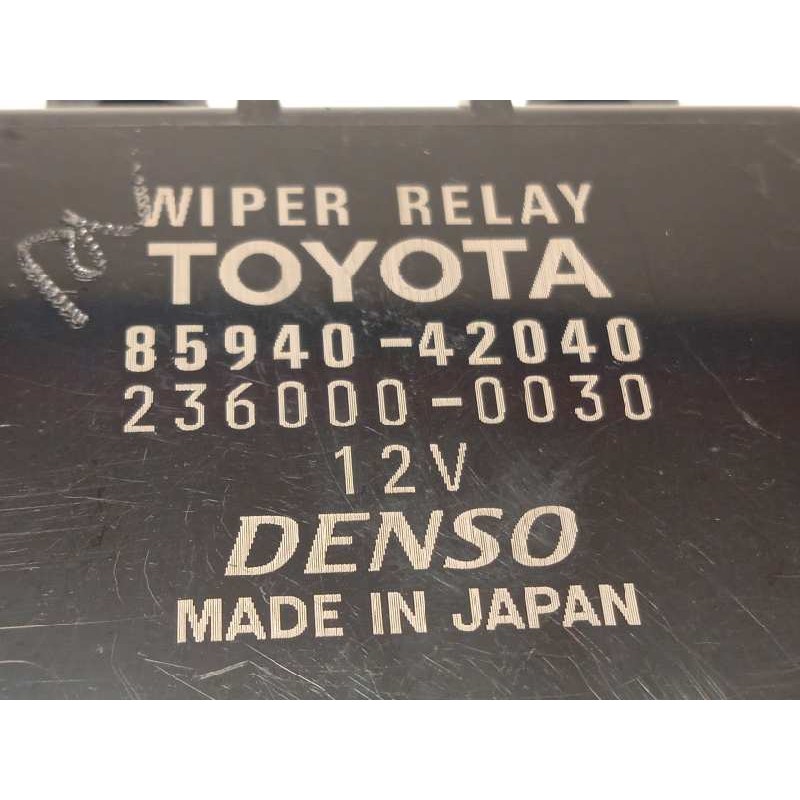 WIPER RELAY
TOYOTA
85940-42040
236000-0030
12V
DENSO
MADE IN JAPAN